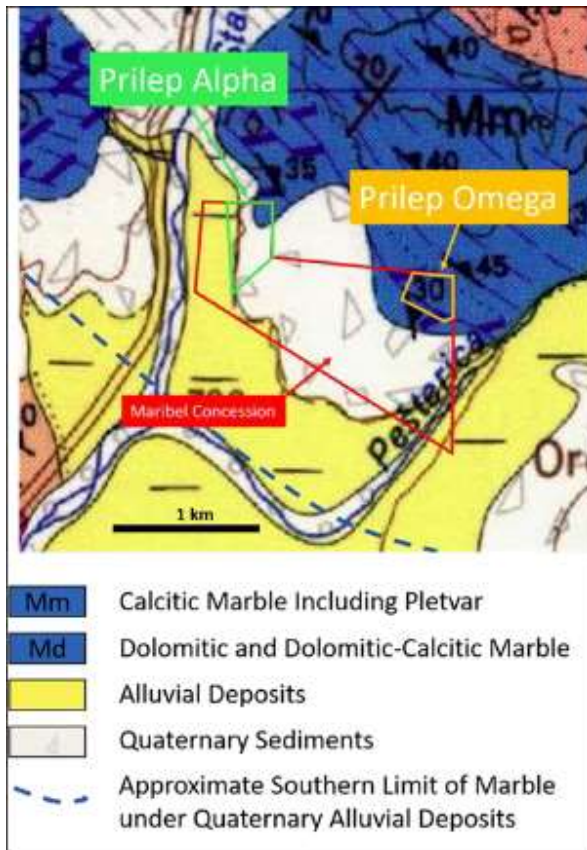 Prilep Alpha
40
70
Mm
35
40
Prilep Omega
45
30
Pesterica
Maribel Concession
Or
1 km
Mm Calcitic Marble Including Pletvar
Md Dolomitic and Dolomitic-Calcitic Marble
Alluvial Deposits
Quaternary Sediments
Approximate Southern Limit of Marble
under Quaternary Alluvial Deposits